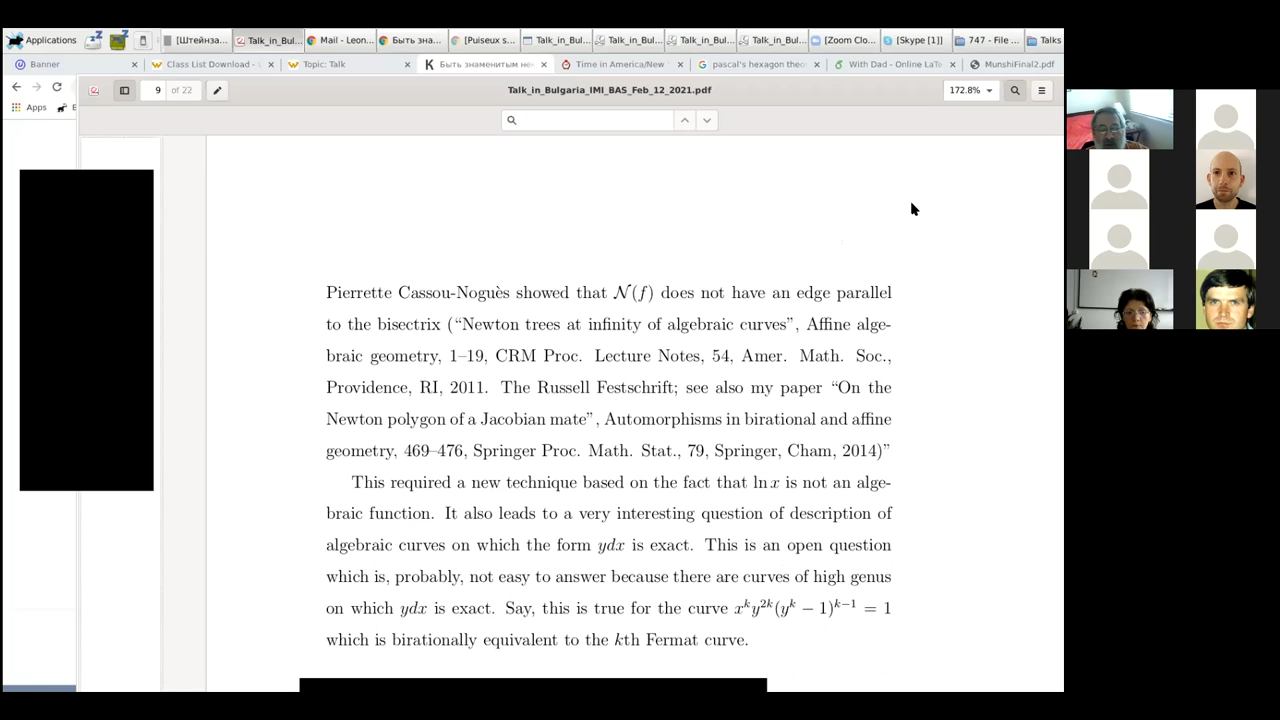 Applications
[Штейнза...
Talk_in_Bul...
Mail - Leon...
Быть зна...
[Puiseux s...
Talk_in_Bu...
Talk_in_Bu...
Talk_in_Bu...
Talk_in_Bu...
[Zoom Clo...
[Skype [1]]
747 - File ...
Talks
Banner
Class List Download - L
Topic: Talk
Быть знаменитым нек
Time in America/New
pascal's hexagon theo
With Dad - Online LaTe
MunshiFinal2.pdf
Apps
9 of 22
Talk_in_Bulgaria_IMI_BAS_Feb_12_2021.pdf
172.8%
Pierrette Cassou-Noguès showed that 𝒩(f) does not have an edge parallel
to the bisectrix (“Newton trees at infinity of algebraic curves”, Affine alge-
braic geometry, 1–19, CRM Proc. Lecture Notes, 54, Amer. Math. Soc.,
Providence, RI, 2011. The Russell Festschrift; see also my paper “On the
Newton polygon of a Jacobian mate”, Automorphisms in birational and affine
geometry, 469–476, Springer Proc. Math. Stat., 79, Springer, Cham, 2014)”
This required a new technique based on the fact that ln x is not an alge-
braic function. It also leads to a very interesting question of description of
algebraic curves on which the form ydx is exact. This is an open question
which is, probably, not easy to answer because there are curves of high genus
on which ydx is exact. Say, this is true for the curve x^k y^{2k}(y^k − 1)^{k−1} = 1
which is birationally equivalent to the kth Fermat curve.